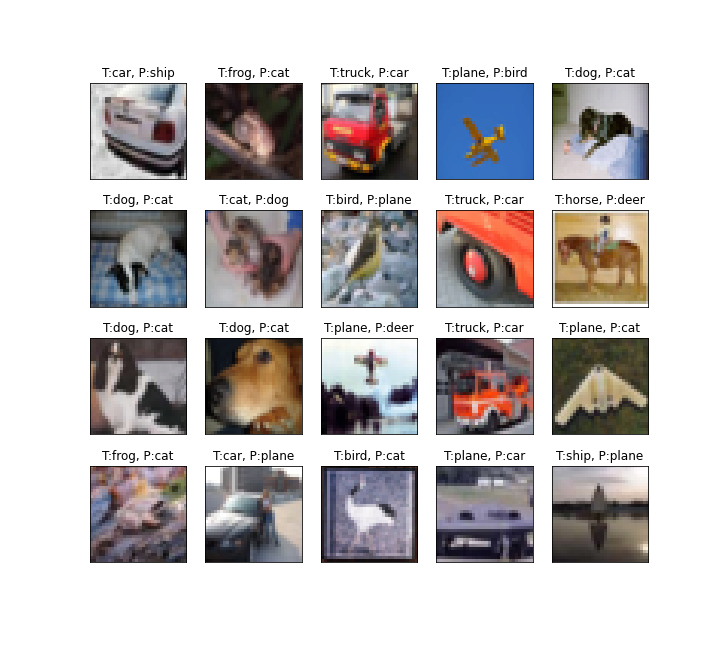 T:car, P:ship
T:frog, P:cat
T:truck, P:car
T:plane, P:bird
T:dog, P:cat
T:dog, P:cat
T:cat, P:dog
T:bird, P:plane
T:truck, P:car
T:horse, P:deer
T:dog, P:cat
T:dog, P:cat
T:plane, P:deer
T:truck, P:car
T:plane, P:cat
T:frog, P:cat
T:car, P:plane
T:bird, P:cat
T:plane, P:car
T:ship, P:plane